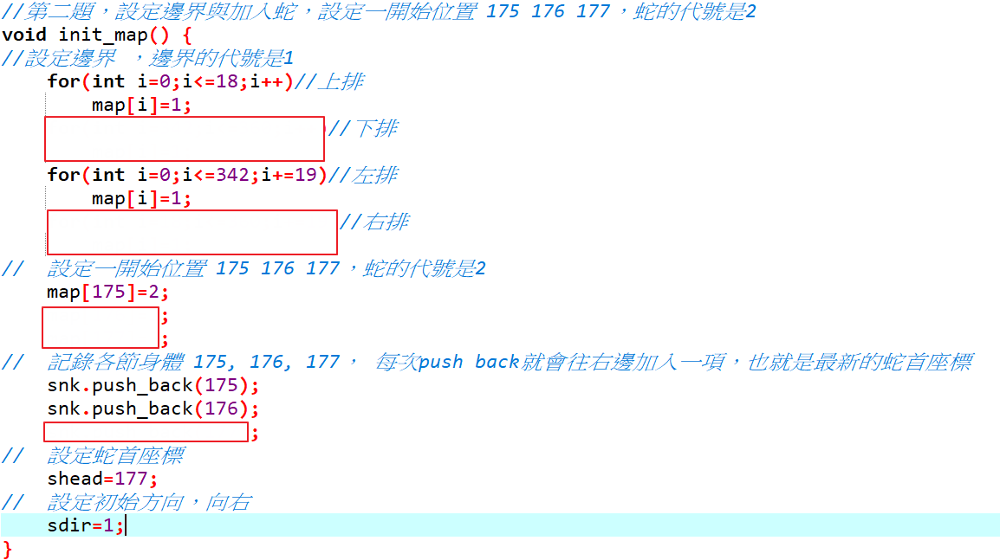 //第二題，設定邊界與加入蛇，設定一開始位置 175 176 177，蛇的代號是2
void init_map() {
//設定邊界 ，邊界的代號是1
    for(int i=0;i<=18;i++)//上排
        map[i]=1;
//下排
    for(int i=0;i<=342;i+=19)//左排
        map[i]=1;
//右排
//  設定一開始位置 175 176 177，蛇的代號是2
    map[175]=2;
;
;
//  記錄各節身體 175, 176, 177， 每次push back就會往右邊加入一項，也就是最新的蛇首座標
    snk.push_back(175);
    snk.push_back(176);
;
//  設定蛇首座標
    shead=177;
//  設定初始方向，向右
    sdir=1;
}